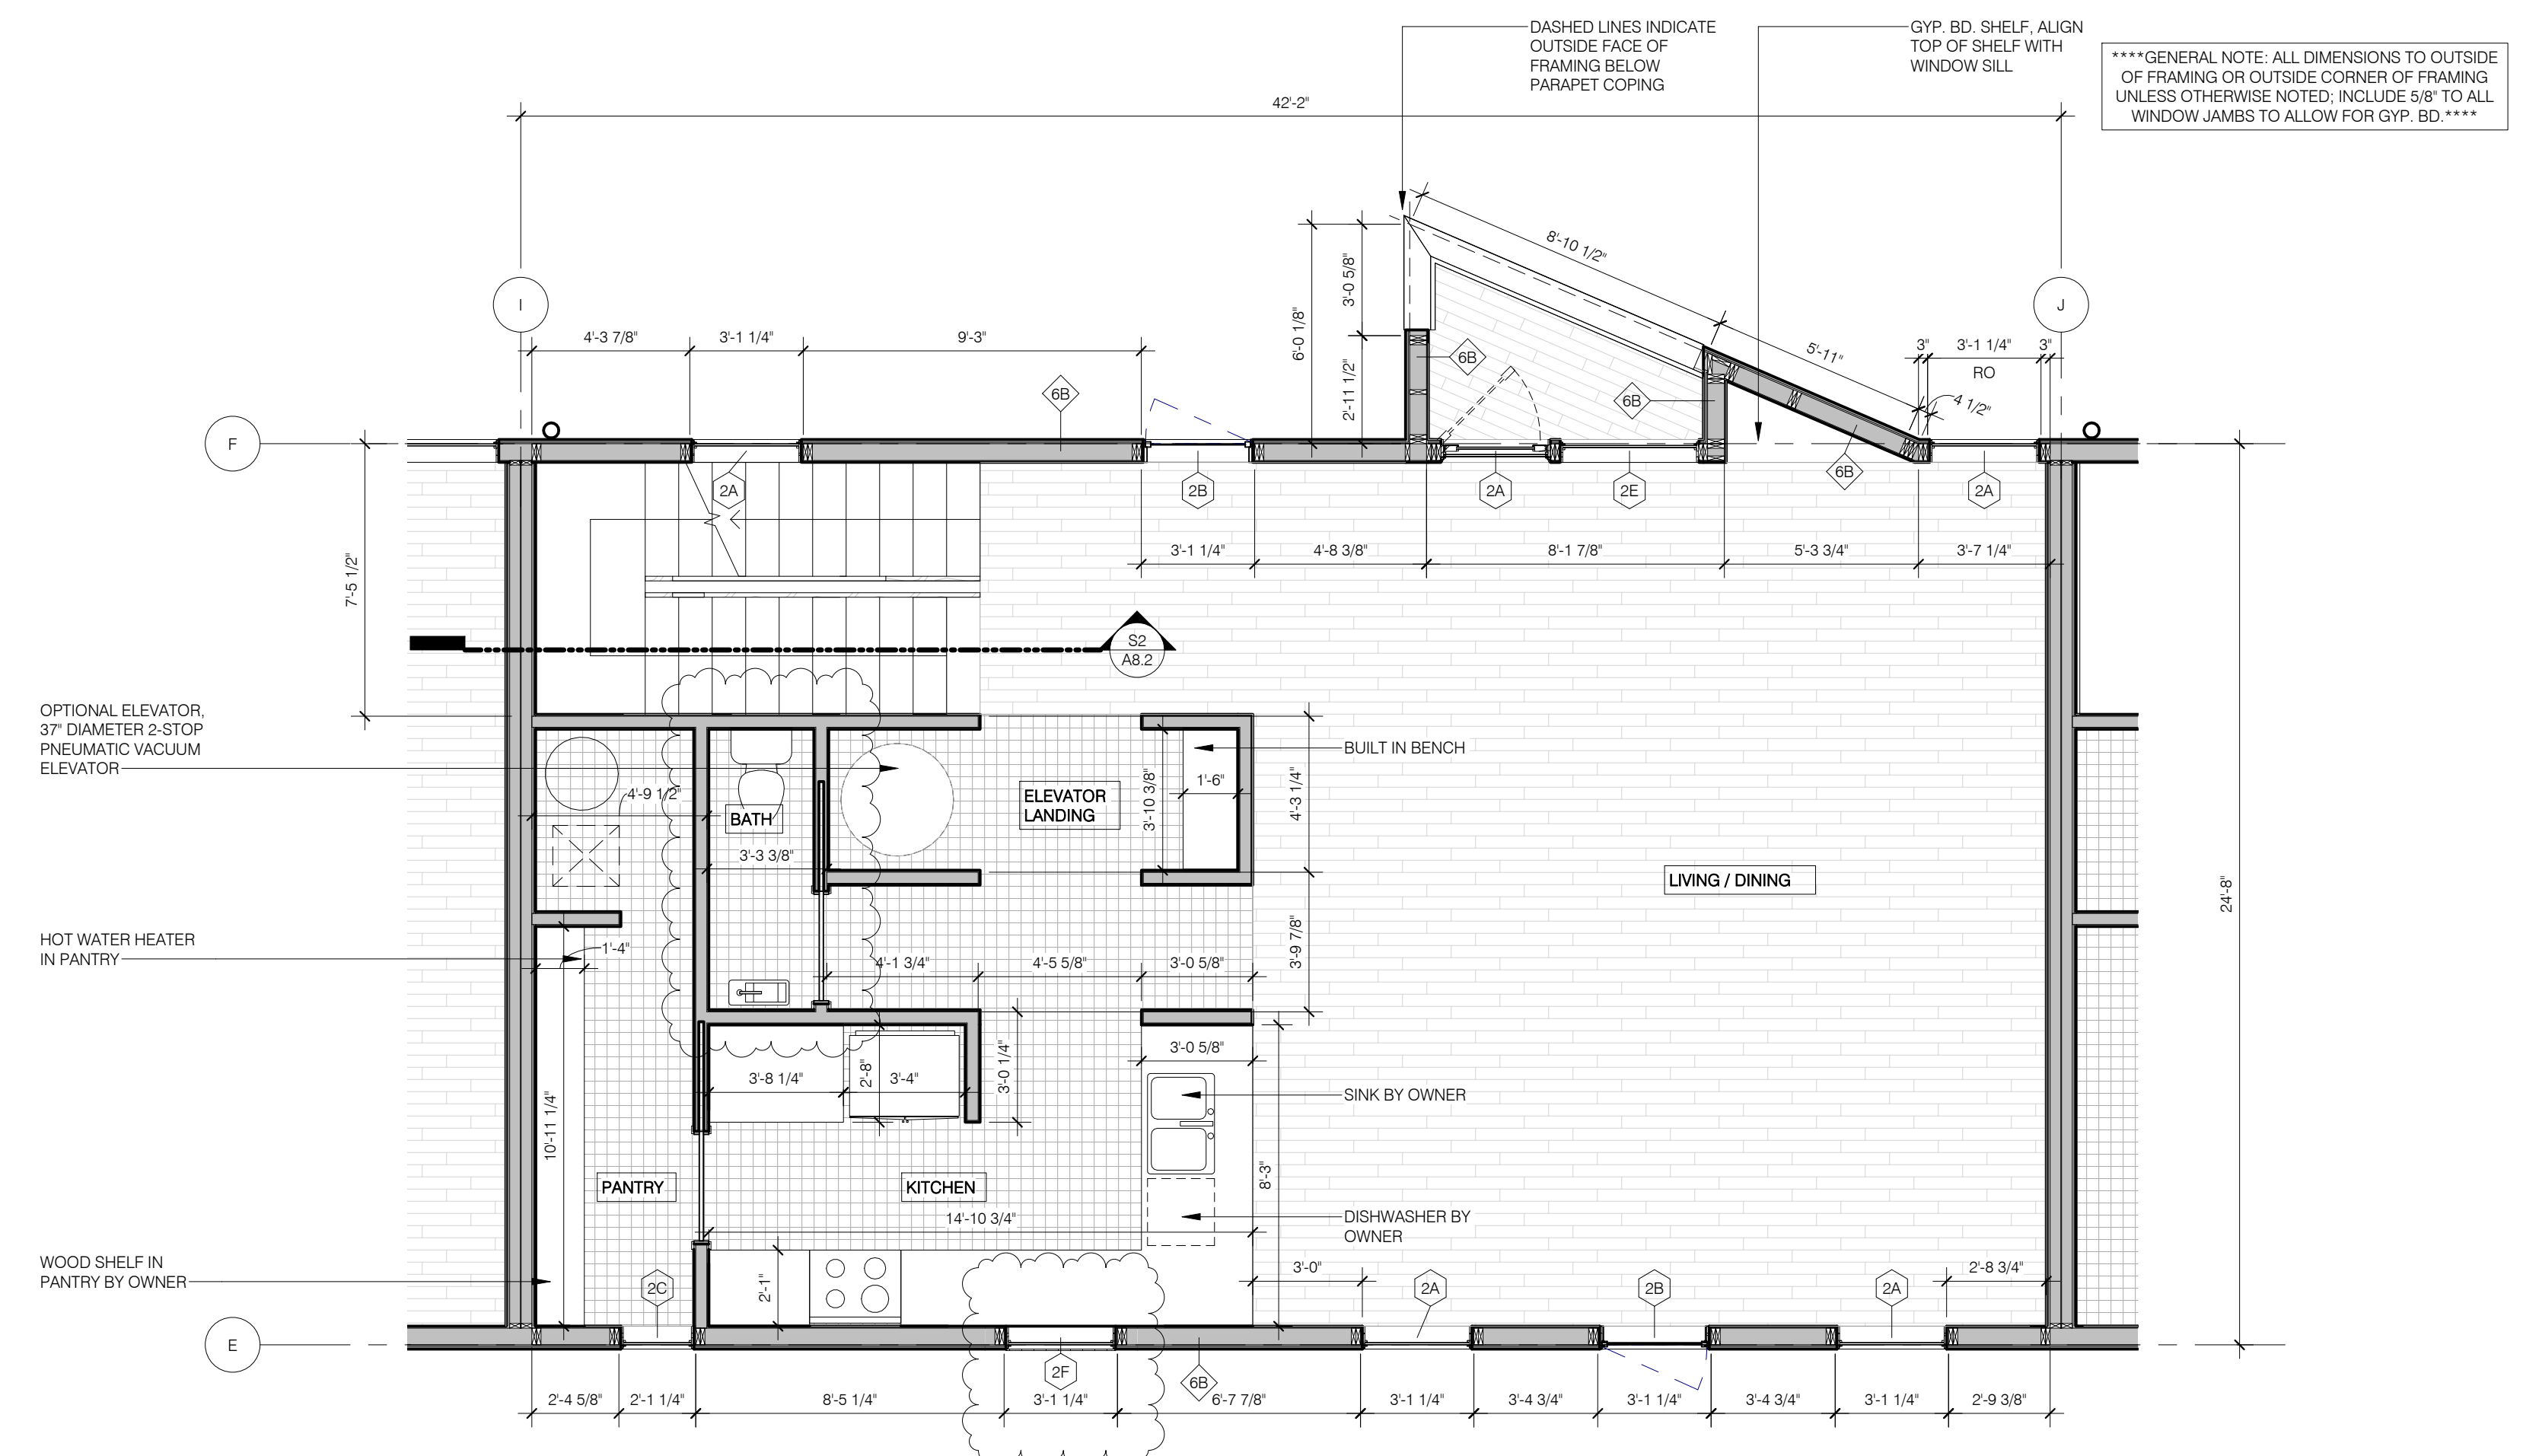 DASHED LINES INDICATE
OUTSIDE FACE OF
FRAMING BELOW
PARAPET COPING
GYP. BD. SHELF, ALIGN
TOP OF SHELF WITH
WINDOW SILL
****GENERAL NOTE: ALL DIMENSIONS TO OUTSIDE
OF FRAMING OR OUTSIDE CORNER OF FRAMING
UNLESS OTHERWISE NOTED; INCLUDE 5/8" TO ALL
WINDOW JAMBS TO ALLOW FOR GYP. BD.****
42'-2"
8'-10 1/2"
3'-0 5/8"
6'-0 1/8"
2'-11 1/2"
I
J
4'-3 7/8"
3'-1 1/4"
9'-3"
5'-11"
3"
3'-1 1/4"
3"
RO
4 1/2"
6B
6B
6B
6B
F
2A
2B
2A
2E
2A
3'-1 1/4"
4'-8 3/8"
8'-1 7/8"
5'-3 3/4"
3'-7 1/4"
7'-5 1/2"
S2
A8.2
OPTIONAL ELEVATOR,
37" DIAMETER 2-STOP
PNEUMATIC VACUUM
ELEVATOR
BUILT IN BENCH
1'-6"
4'-9 1/2"
BATH
ELEVATOR
LANDING
3'-10 3/8"
4'-3 1/4"
3'-3 3/8"
LIVING / DINING
24'-8"
HOT WATER HEATER
IN PANTRY
1'-4"
4'-1 3/4"
4'-5 5/8"
3'-0 5/8"
3'-9 7/8"
3'-0 5/8"
3'-8 1/4"
2'-8"
3'-4"
3'-0 1/4"
SINK BY OWNER
10'-11 1/4"
8'-3"
PANTRY
KITCHEN
14'-10 3/4"
DISHWASHER BY
OWNER
WOOD SHELF IN
PANTRY BY OWNER
2'-1"
3'-0"
2'-8 3/4"
2C
2A
2B
2A
E
2F
6B
2'-4 5/8"
2'-1 1/4"
8'-5 1/4"
3'-1 1/4"
6'-7 7/8"
3'-1 1/4"
3'-4 3/4"
3'-1 1/4"
3'-4 3/4"
3'-1 1/4"
2'-9 3/8"